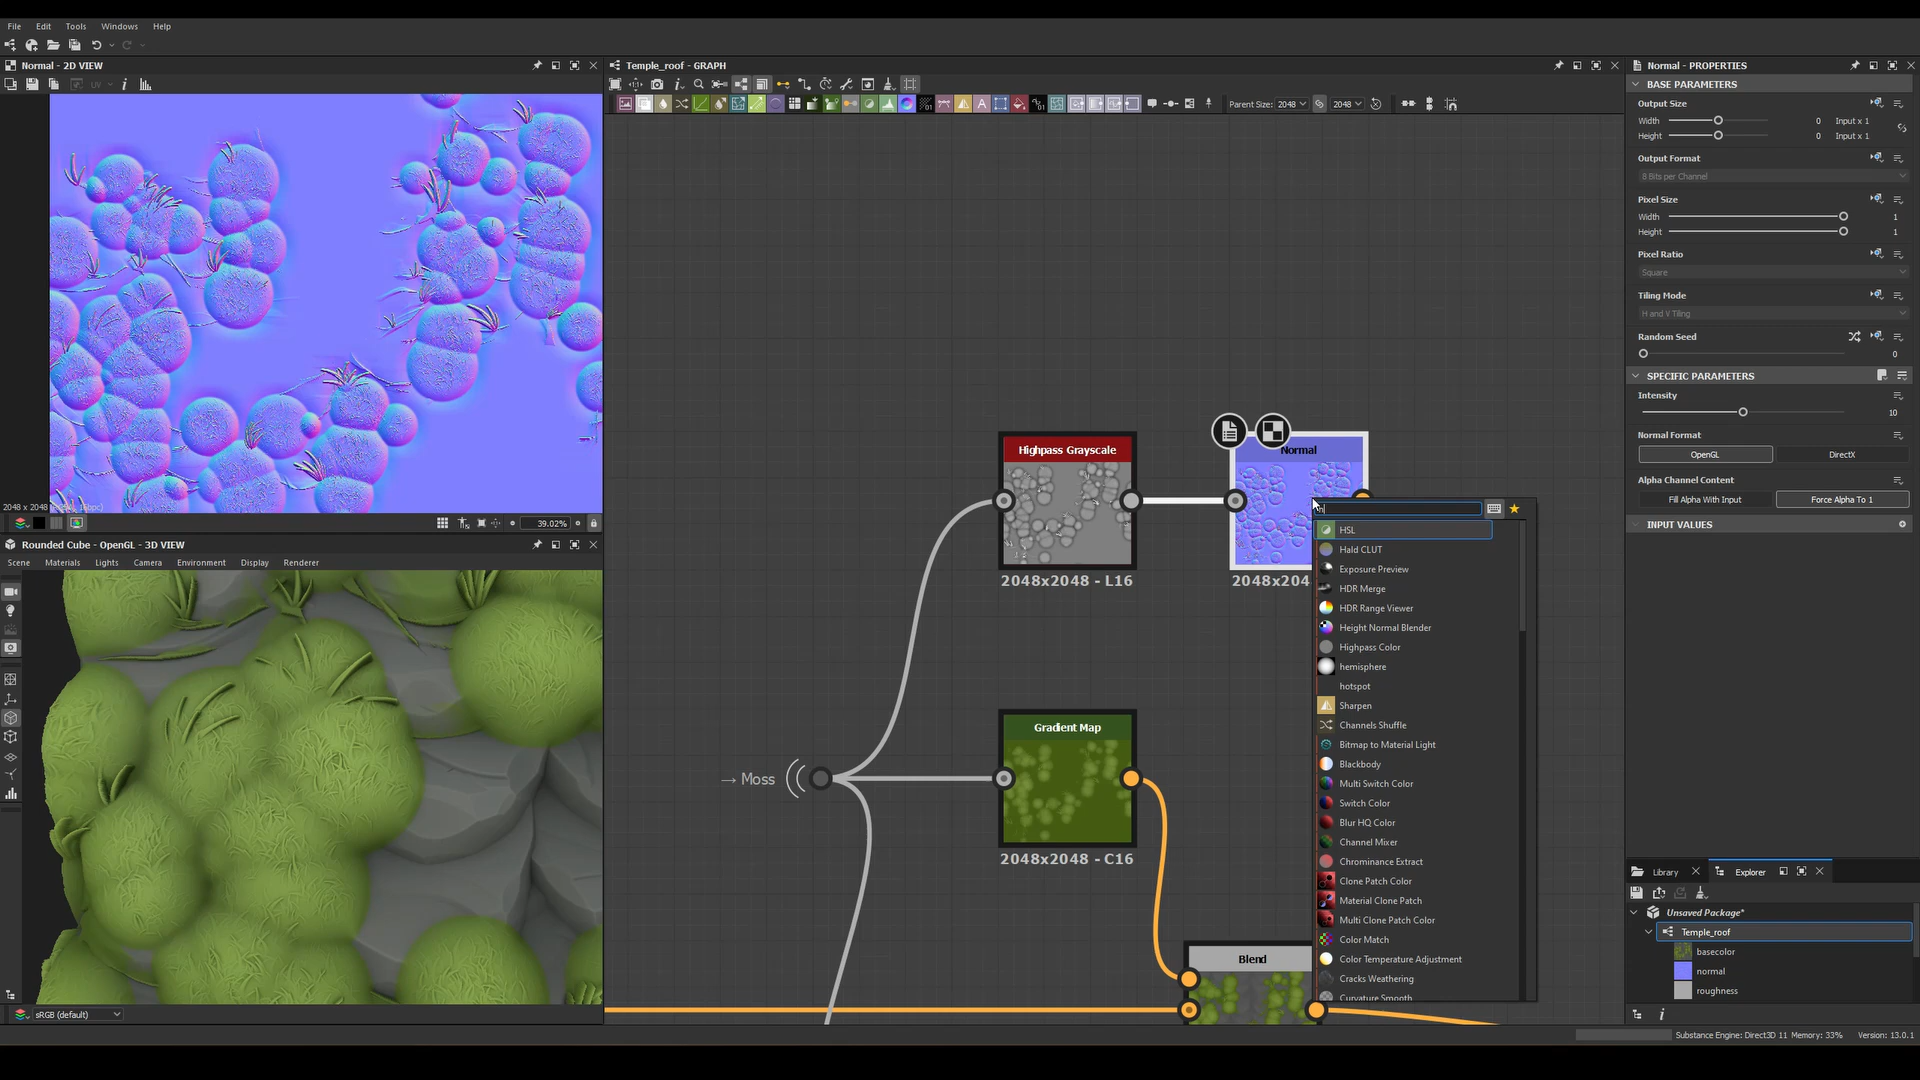 File Edit Tools Windows Help
Normal - 2D VIEW
2048 x 2048
39.02%
Rounded Cube - OpenGL - 3D VIEW
Scene Materials Lights Camera Environment Display Renderer
sRGB (default)
Temple_roof - GRAPH
Parent Size: 2048 2048
Highpass Grayscale
2048x2048 - L16
Normal
2048x204
Gradient Map
2048x2048 - C16
→ Moss
Blend
HSL
Hald CLUT
Exposure Preview
HDR Merge
HDR Range Viewer
Height Normal Blender
Highpass Color
hemisphere
hotspot
Sharpen
Channels Shuffle
Bitmap to Material Light
Blackbody
Multi Switch Color
Switch Color
Blur HQ Color
Channel Mixer
Chrominance Extract
Clone Patch Color
Material Clone Patch
Multi Clone Patch Color
Color Match
Color Temperature Adjustment
Cracks Weathering
Curvature Smooth
Normal - PROPERTIES
BASE PARAMETERS
Output Size
Width 0 Input x 1
Height 0 Input x 1
Output Format
8 Bits per Channel
Pixel Size
Width 1
Height 1
Pixel Ratio
Square
Tiling Mode
H and V Tiling
Random Seed
0
SPECIFIC PARAMETERS
Intensity
10
Normal Format
OpenGL DirectX
Alpha Channel Content
Fill Alpha With Input Force Alpha To 1
INPUT VALUES
Library Explorer
Unsaved Package*
Temple_roof
basecolor
normal
roughness
Substance Engine: Direct3D 11 Memory: 33% Version: 13.0.1